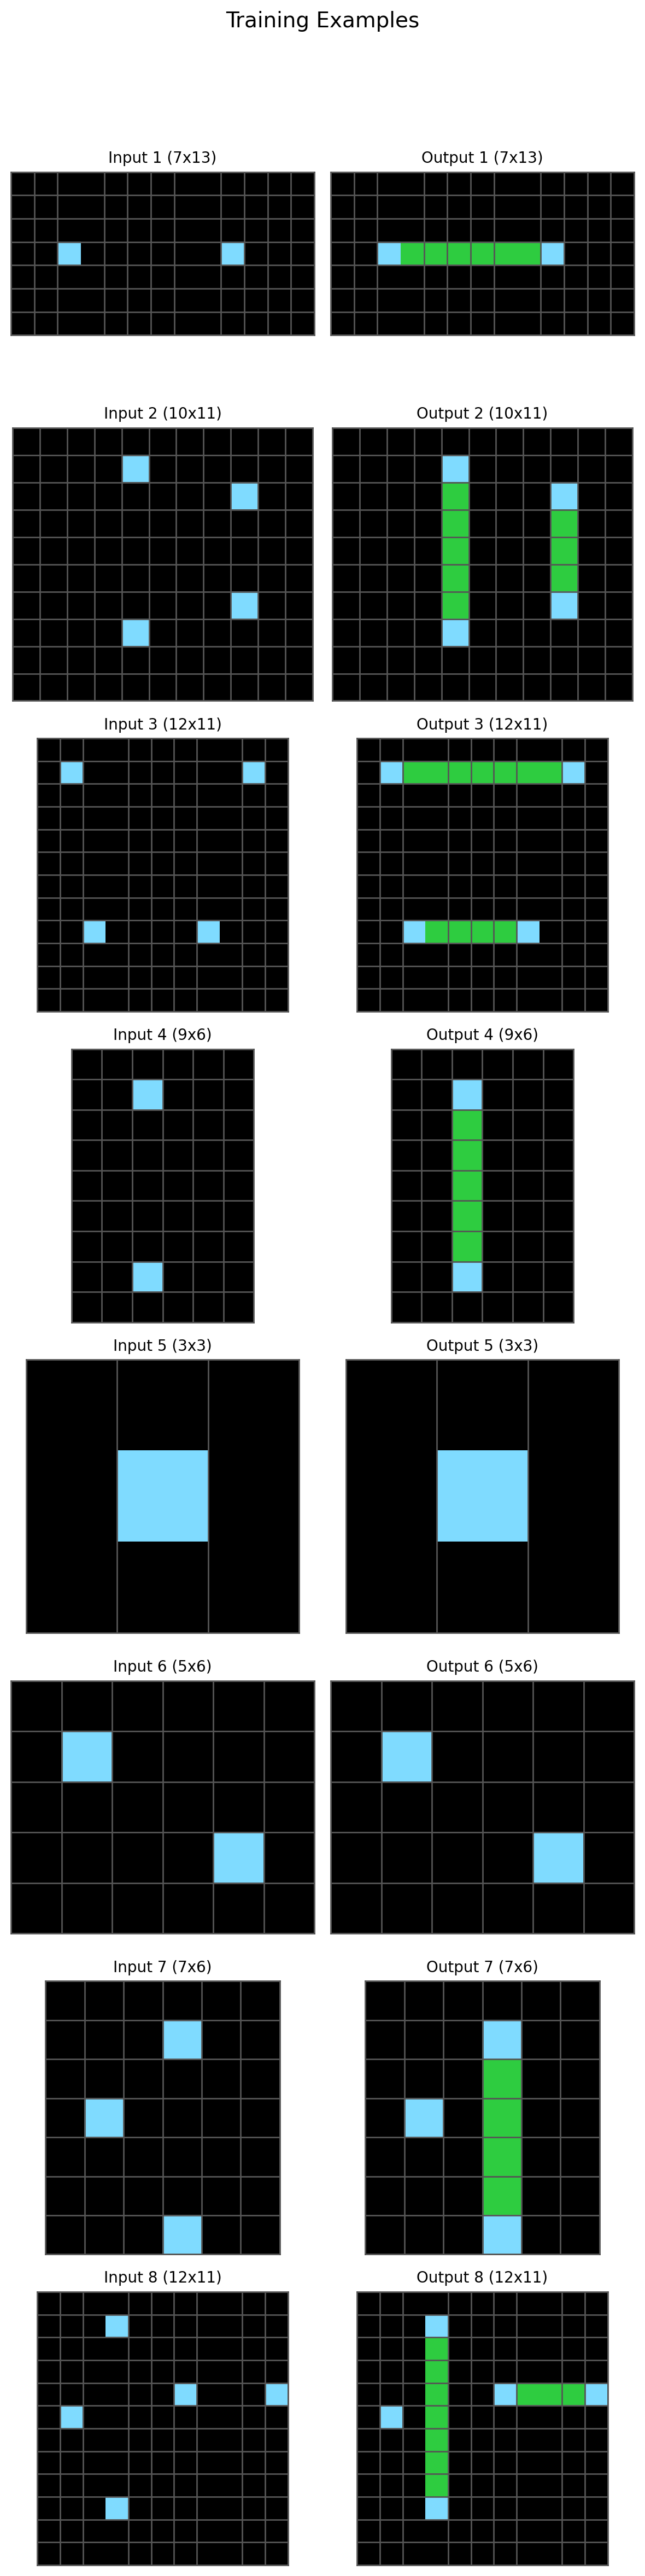 Training Examples
Input 1 (7x13)
Output 1 (7x13)
Input 2 (10x11)
Output 2 (10x11)
Input 3 (12x11)
Output 3 (12x11)
Input 4 (9x6)
Output 4 (9x6)
Input 5 (3x3)
Output 5 (3x3)
Input 6 (5x6)
Output 6 (5x6)
Input 7 (7x6)
Output 7 (7x6)
Input 8 (12x11)
Output 8 (12x11)